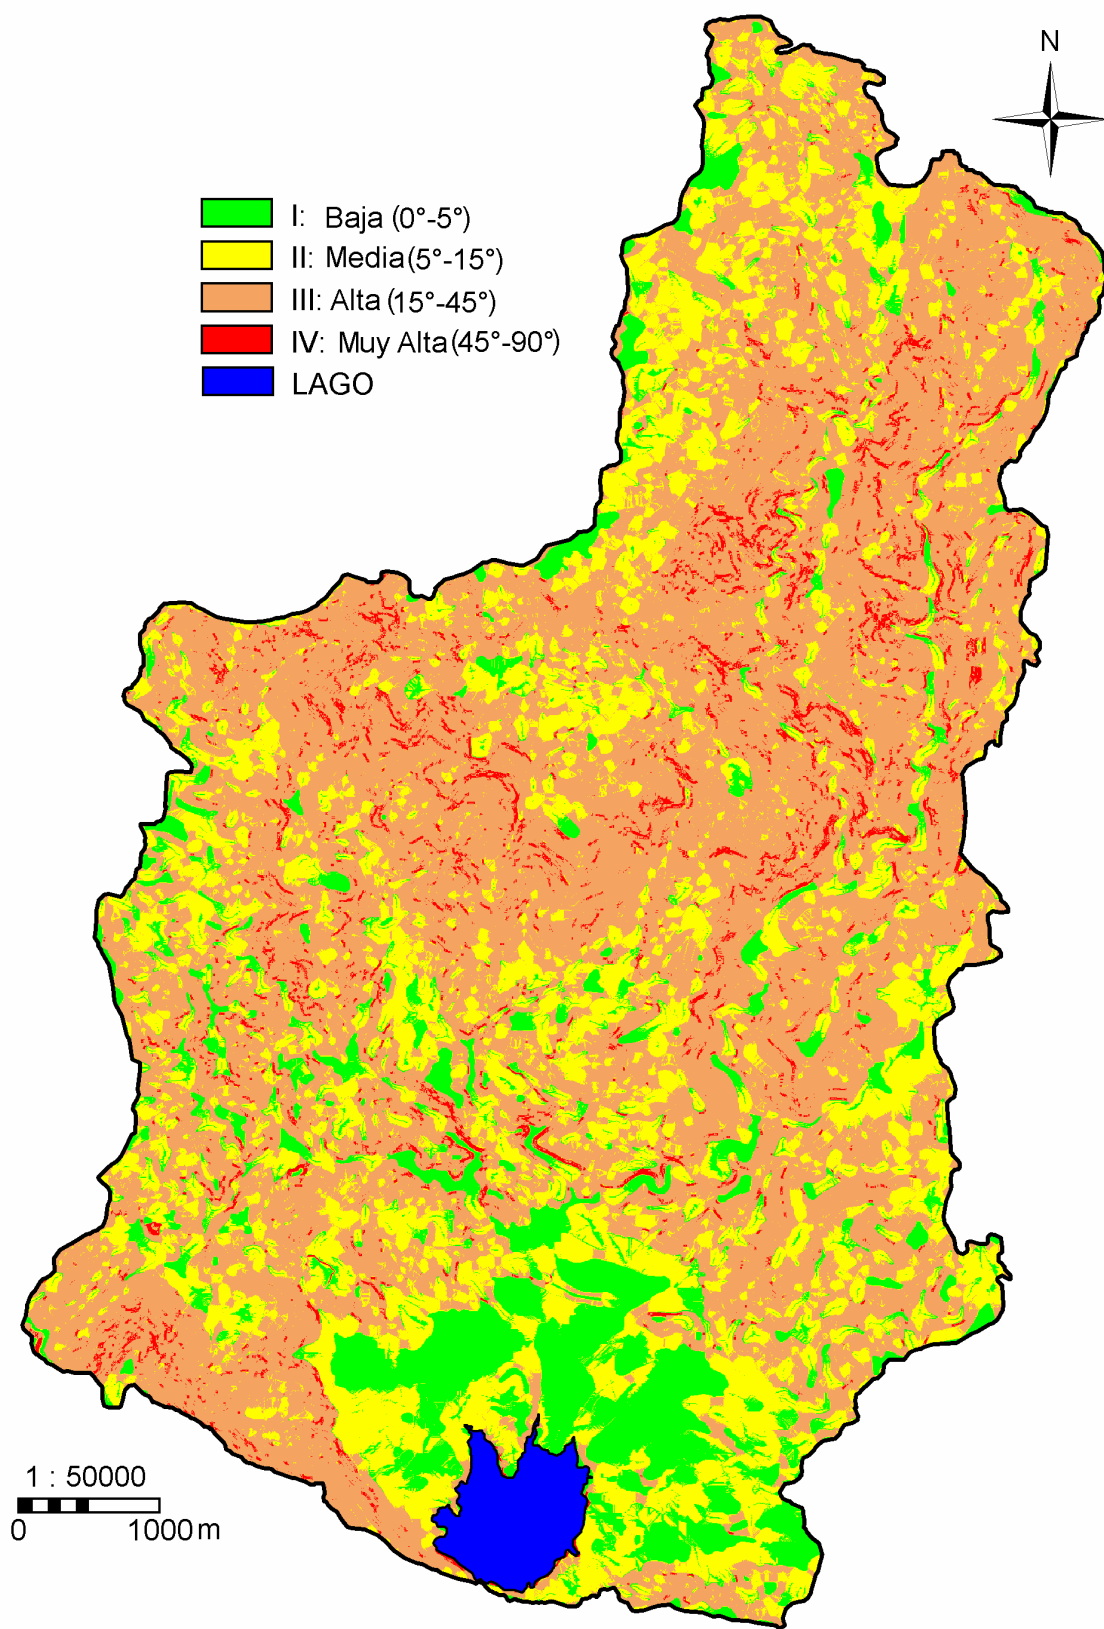 N
I: Baja (0°-5°)
II: Media(5°-15°)
III: Alta (15°-45°)
IV: Muy Alta(45°-90°)
LAGO
1 : 50000
0 1000m